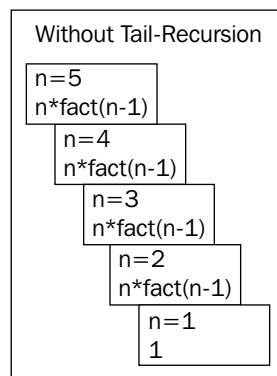 Without Tail-Recursion
n=5
n*fact(n-1)
n=4
n*fact(n-1)
n=3
n*fact(n-1)
n=2
n*fact(n-1)
n=1
1